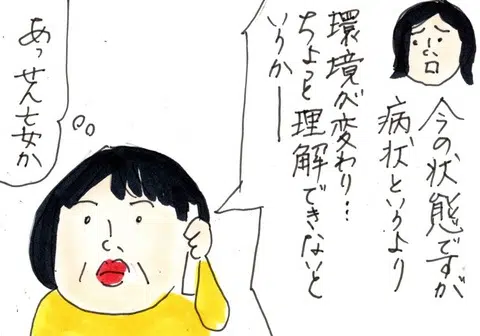 今の状態ですが
病状というより
環境が変わり…
ちょっと理解できないと
いうかー
あっせん妄か